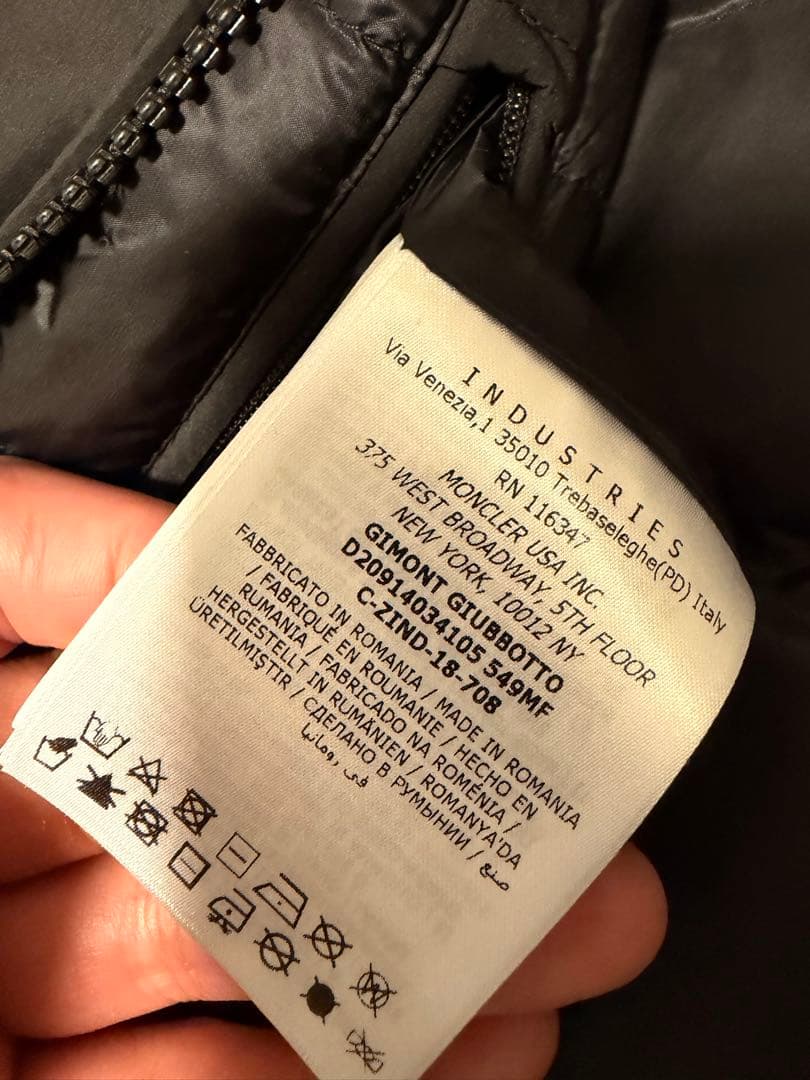 INDUSTRIES
Via Venezia,1 35010 Trebaseleghe(PD) Italy
RN 116347
MONCLER USA INC.
375 WEST BROADWAY, 5TH FLOOR
NEW YORK, 10012 NY
GIMONT GIUBBOTTO
D20914034105 549MF
C-ZIND-18-708
FABBRICATO IN ROMANIA / MADE IN ROMANIA
/ FABRIQUÉ EN ROUMANIE / HECHO EN
RUMANIA / FABRICADO NA ROMÉNIA /
HERGESTELLT IN RUMÄNIEN / ROMANYA'DA
ÜRETILMIŞTIR / СДЕЛАНО В РУМЫНИИ / صنع
في رومانيا